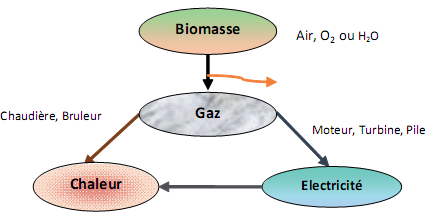 Biomasse
Air, O₂ ou H₂O
Gaz
Chaudière, Bruleur
Moteur, Turbine, Pile
Chaleur
Electricité